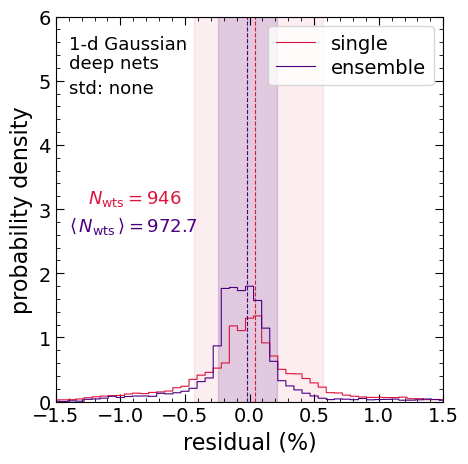 6
5
4
3
2
1
0
probability density
1-d Gaussian
deep nets
std: none
single
ensemble
N_wts = 946
⟨N_wts⟩ = 972.7
−1.5 −1.0 −0.5 0.0 0.5 1.0 1.5
residual (%)